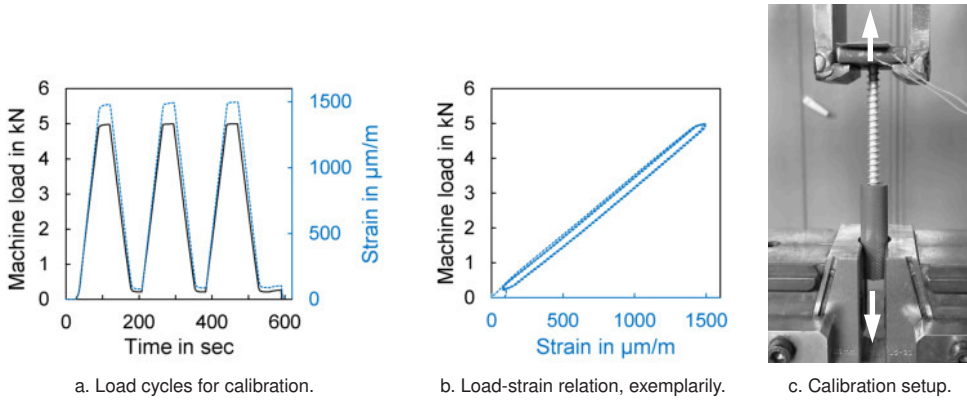 6
5
4
3
2
1
0
Machine load in kN
0 200 400 600
Time in sec
1500
1000
500
0
Strain in µm/m
a. Load cycles for calibration.
6
5
4
3
2
1
0
Machine load in kN
0 500 1000 1500
Strain in µm/m
b. Load-strain relation, exemplarily.
c. Calibration setup.